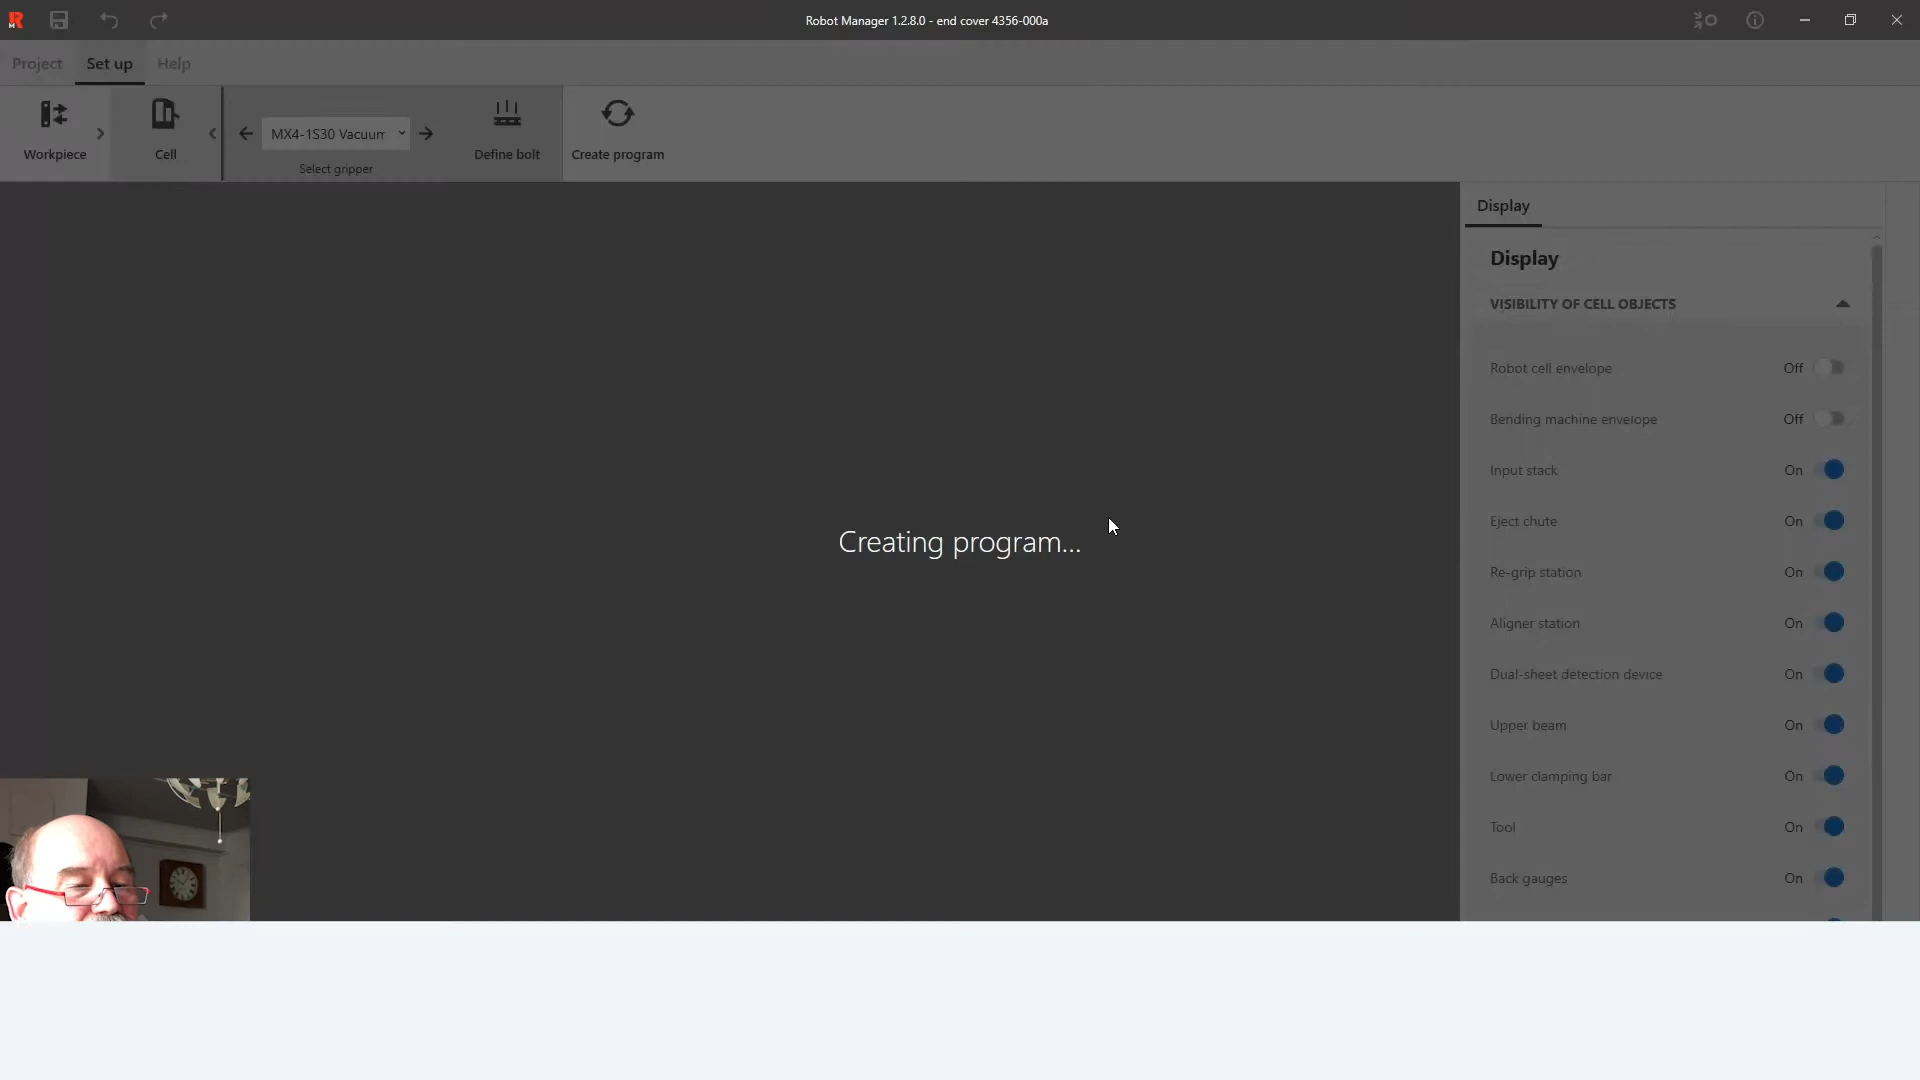 Robot Manager 1.2.8.0 - end cover 4356-000a
Project
Set up
Help
Workpiece
Cell
MX4-1S30 Vacuum
Select gripper
Define bolt
Create program
Display
Display
VISIBILITY OF CELL OBJECTS
Robot cell envelope Off
Bending machine envelope Off
Input stack On
Eject chute On
Re-grip station On
Aligner station On
Dual-sheet detection device On
Upper beam On
Lower clamping bar On
Tool On
Back gauges On
Creating program...